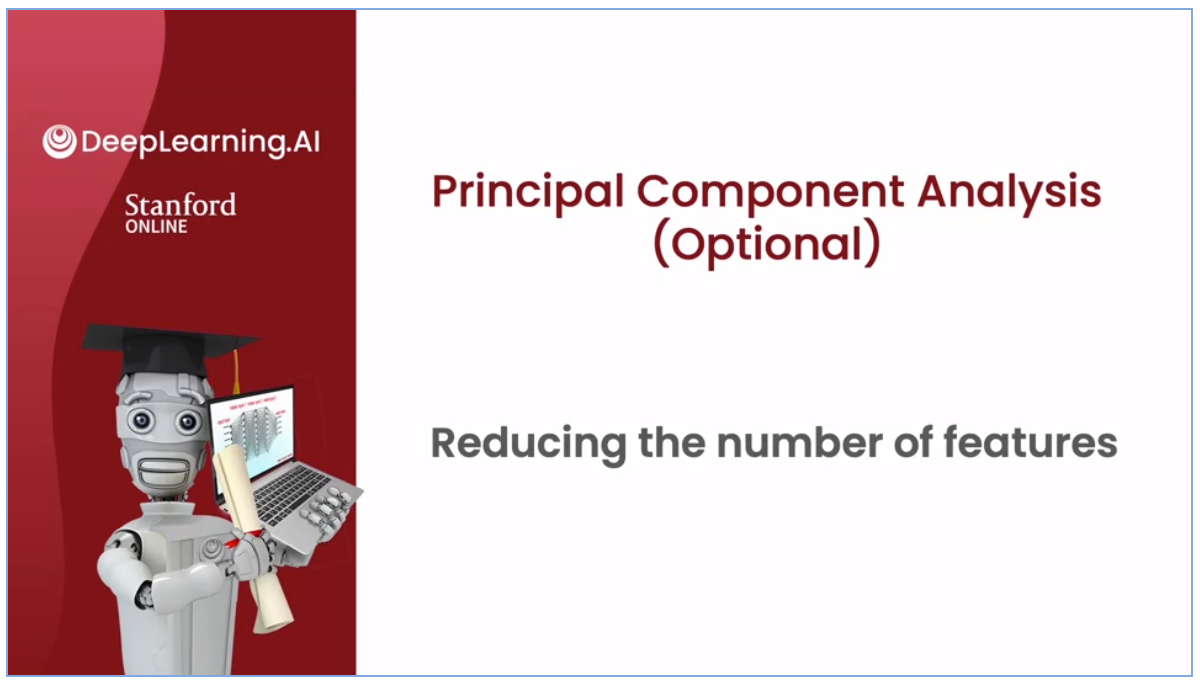 DeepLearning.AI
Stanford
ONLINE
Principal Component Analysis
(Optional)
Reducing the number of features